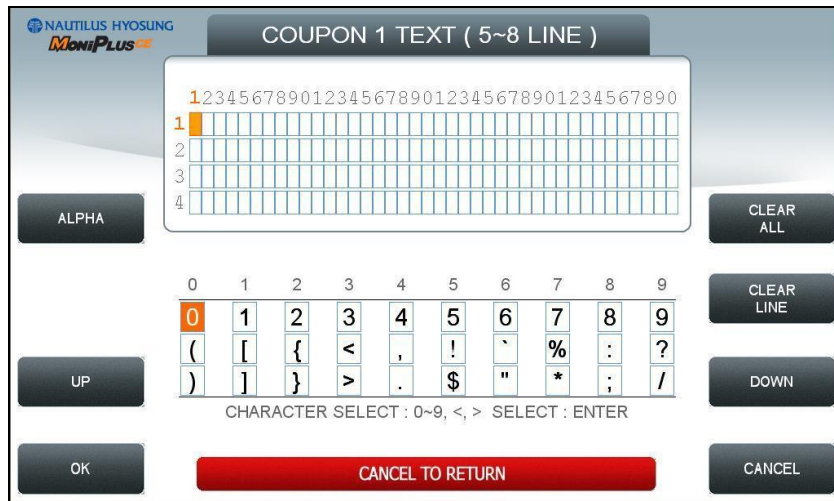 NAUTILUS HYOSUNG
MONIPLUSCE
COUPON 1 TEXT ( 5~8 LINE )
1234567890123456789012345678901234567890
1
2
3
4
ALPHA
CLEAR ALL
0 1 2 3 4 5 6 7 8 9
0 1 2 3 4 5 6 7 8 9
( [ { < , ! ` % : ?
) ] } > . $ " * ; /
CLEAR LINE
UP
DOWN
CHARACTER SELECT : 0~9, <, > SELECT : ENTER
OK
CANCEL TO RETURN
CANCEL